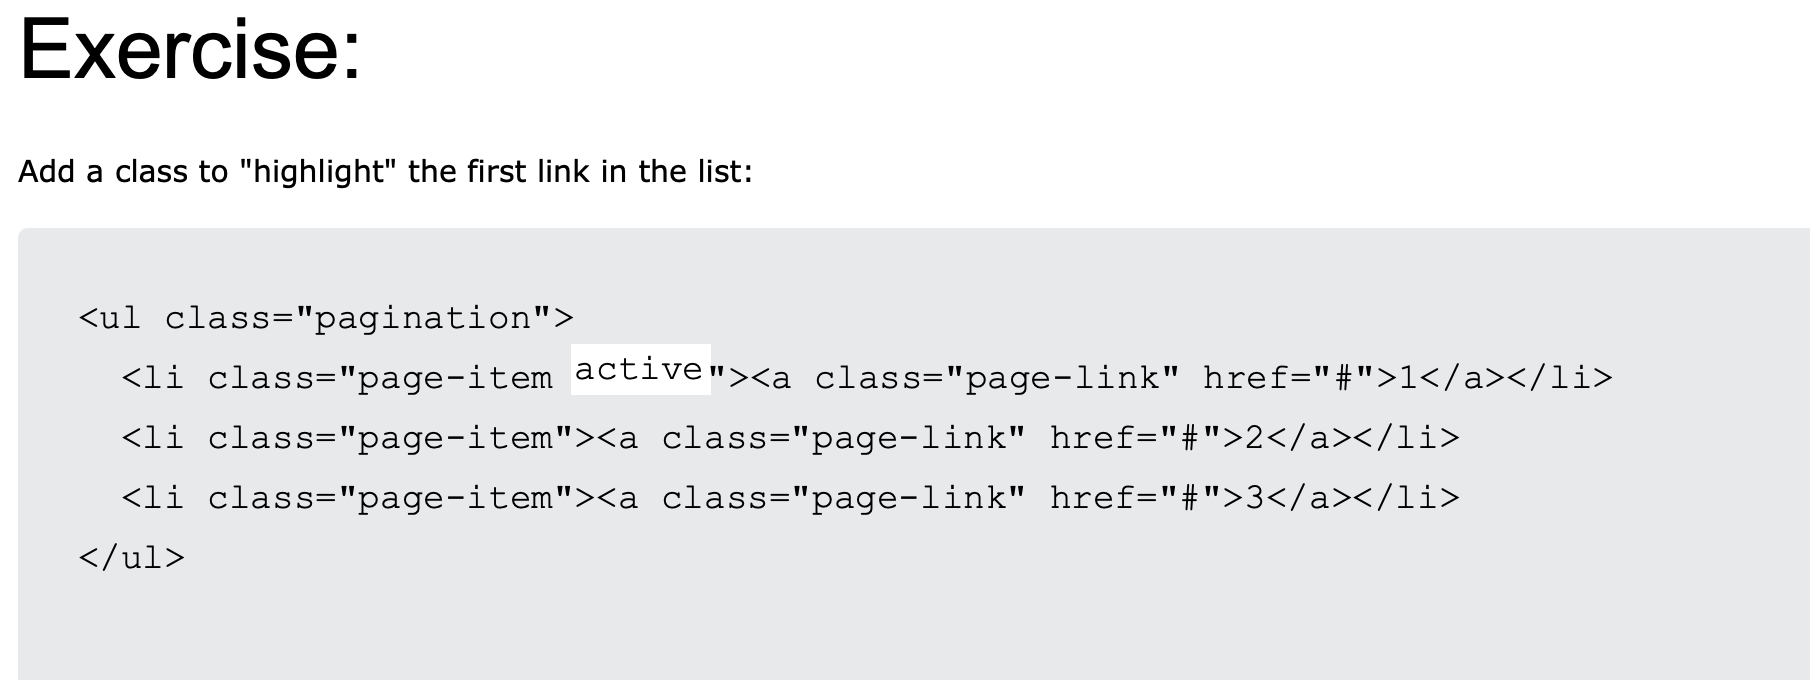 Exercise:
Add a class to "highlight" the first link in the list:
<ul class="pagination">
  <li class="page-item active"><a class="page-link" href="#">1</a></li>
  <li class="page-item"><a class="page-link" href="#">2</a></li>
  <li class="page-item"><a class="page-link" href="#">3</a></li>
</ul>